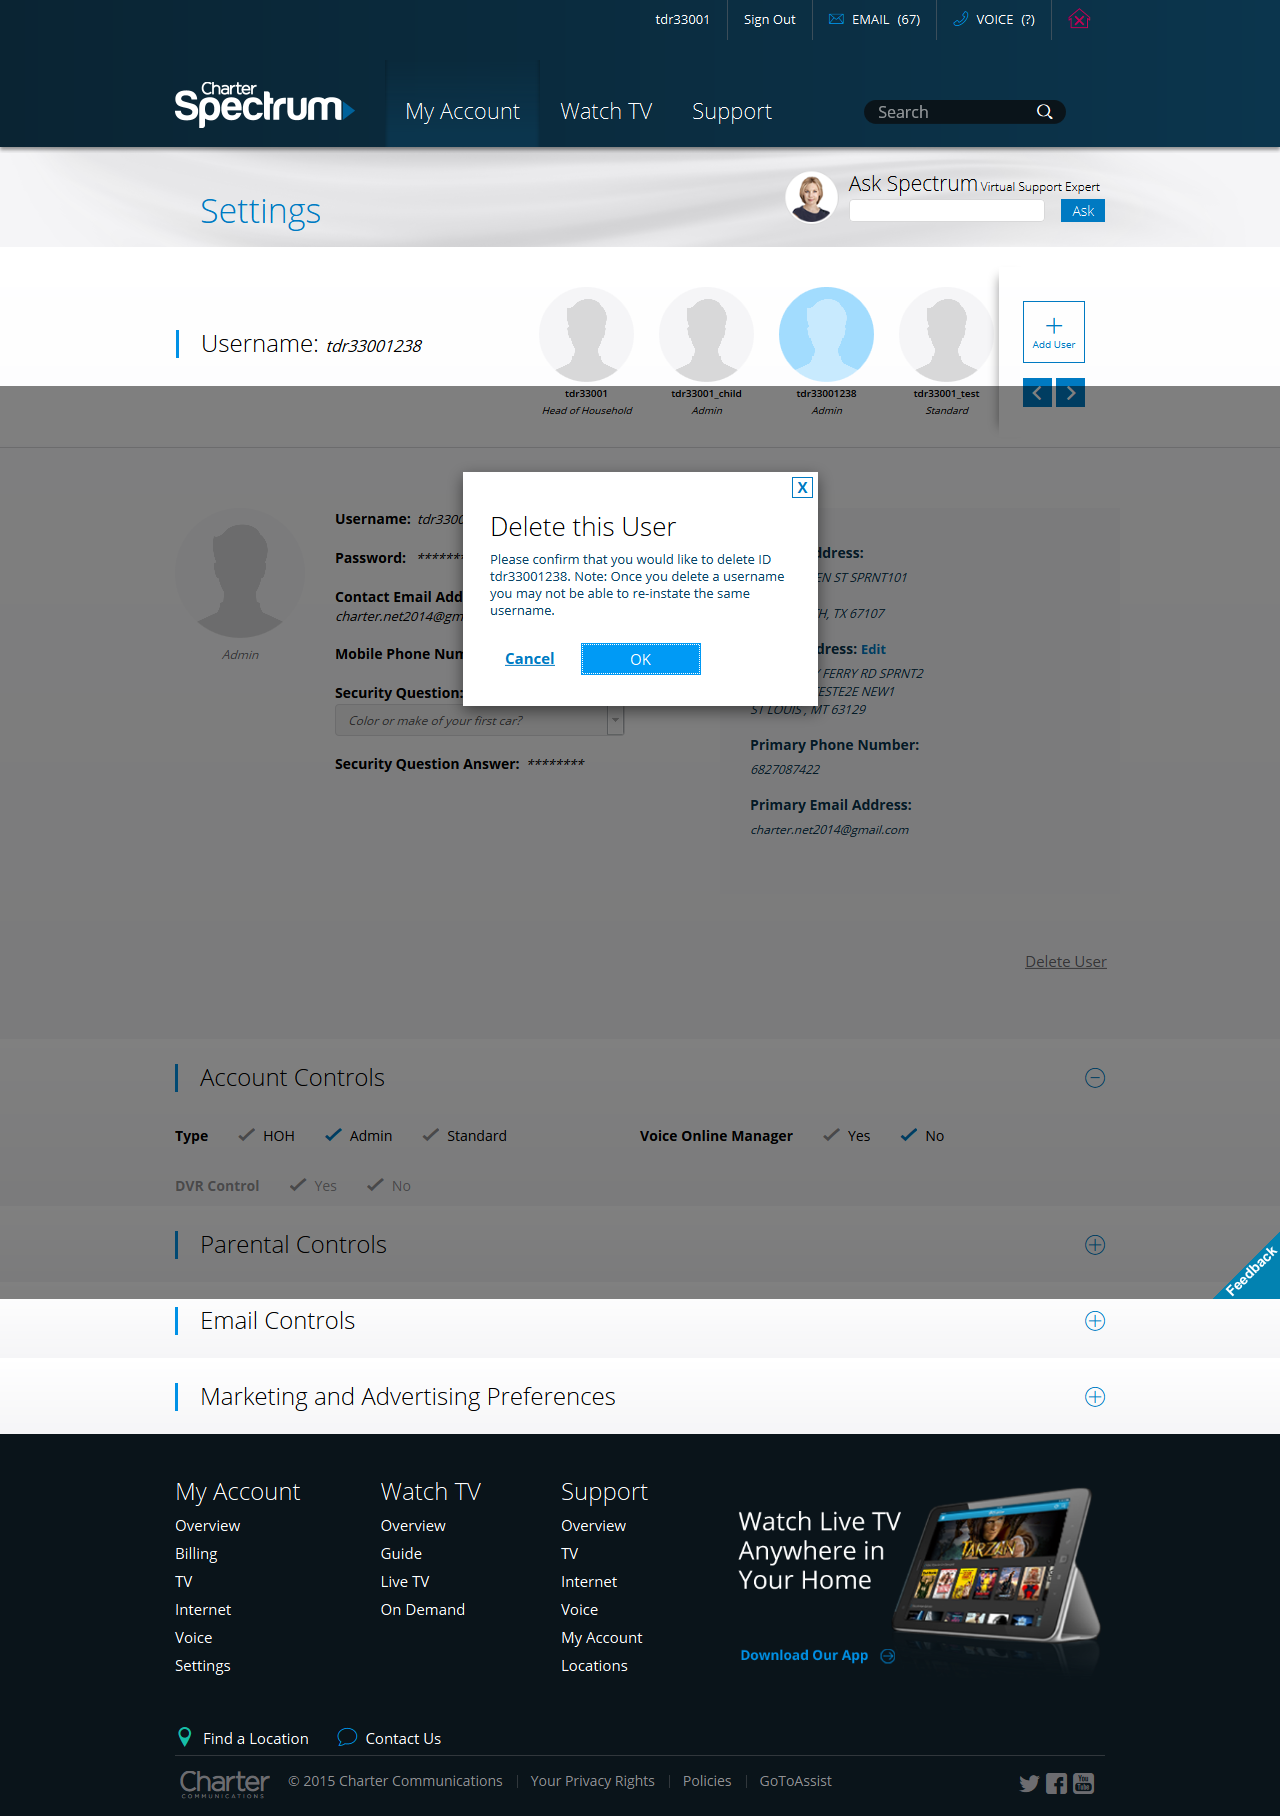 tdr33001
Sign Out
EMAIL (67)
VOICE (?)
Charter
Spectrum
My Account
Watch TV
Support
Search
Settings
Ask Spectrum Virtual Support Expert
Ask
Username: tdr33001238
tdr33001
Head of Household
tdr33001_child
Admin
tdr33001238
Admin
tdr33001_test
Standard
Add User
Admin
Username: tdr3300
Password: *******
Contact Email Add
charter.net2014@gm
Mobile Phone Num
Security Question:
Color or make of your first car?
Security Question Answer: ********
X
Delete this User
Please confirm that you would like to delete ID
tdr33001238. Note: Once you delete a username
you may not be able to re-instate the same
username.
Cancel
OK
ddress:
EN ST SPRNT101
H, TX 67107
dress: Edit
FERRY RD SPRNT2
ESTE2E NEW1
ST LOUIS , MT 63129
Primary Phone Number:
6827087422
Primary Email Address:
charter.net2014@gmail.com
Delete User
Account Controls
Type
HOH
Admin
Standard
Voice Online Manager
Yes
No
DVR Control
Yes
No
Parental Controls
Feedback
Email Controls
Marketing and Advertising Preferences
My Account
Overview
Billing
TV
Internet
Voice
Settings
Watch TV
Overview
Guide
Live TV
On Demand
Support
Overview
TV
Internet
Voice
My Account
Locations
Watch Live TV
Anywhere in
Your Home
TARZAN
Download Our App
Find a Location
Contact Us
Charter
COMMUNICATIONS
© 2015 Charter Communications
Your Privacy Rights
Policies
GoToAssist
You
Tube